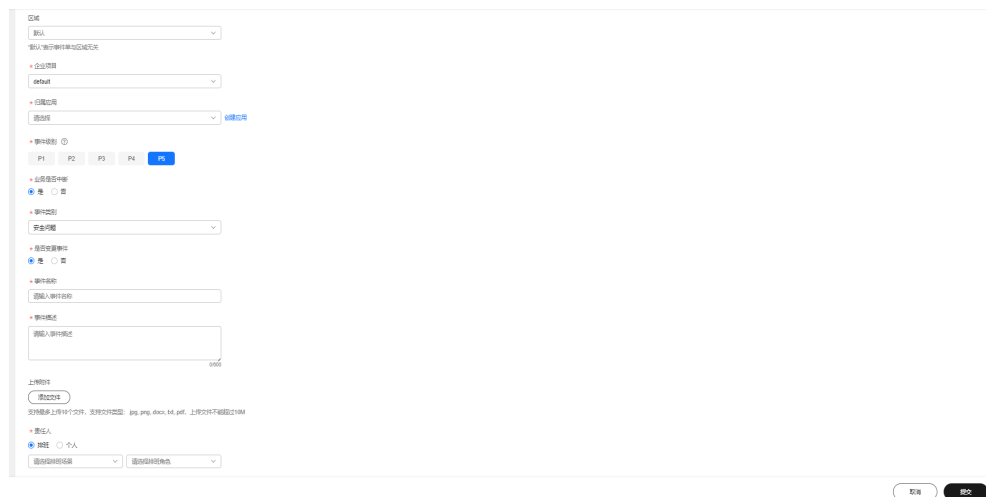 区域
默认
"默认"表示事件单与区域无关
* 企业项目
default
* 归属应用
请选择 创建应用
* 事件级别 ?
P1 P2 P3 P4 P5
* 业务是否中断
是 否
* 事件类别
安全问题
* 是否变更事件
是 否
* 事件名称
请输入事件名称
* 事件描述
请输入事件描述
0/500
上传附件
添加文件
支持最多上传10个文件，支持文件类型：.jpg,.png,.docx,.txt,.pdf，上传文件不能超过10M
* 责任人
排班 个人
请选择排班场景 请选择排班角色
取消 提交